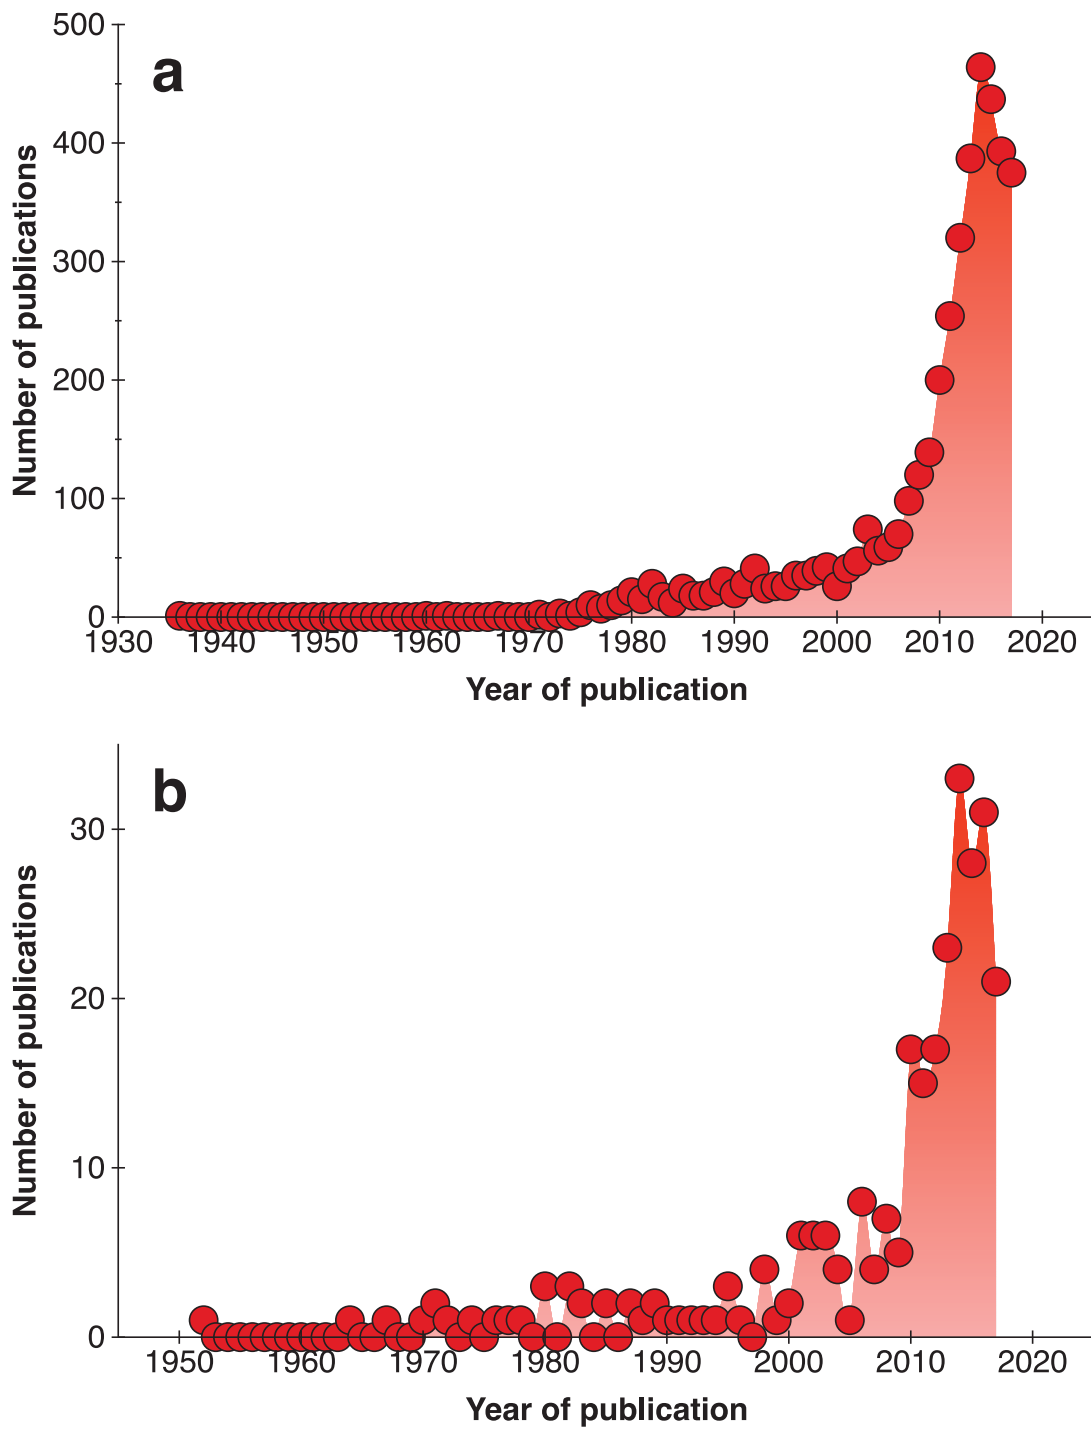 a
500
400
300
200
100
0
Number of publications
1930 1940 1950 1960 1970 1980 1990 2000 2010 2020
Year of publication
b
30
20
10
0
Number of publications
1950 1960 1970 1980 1990 2000 2010 2020
Year of publication